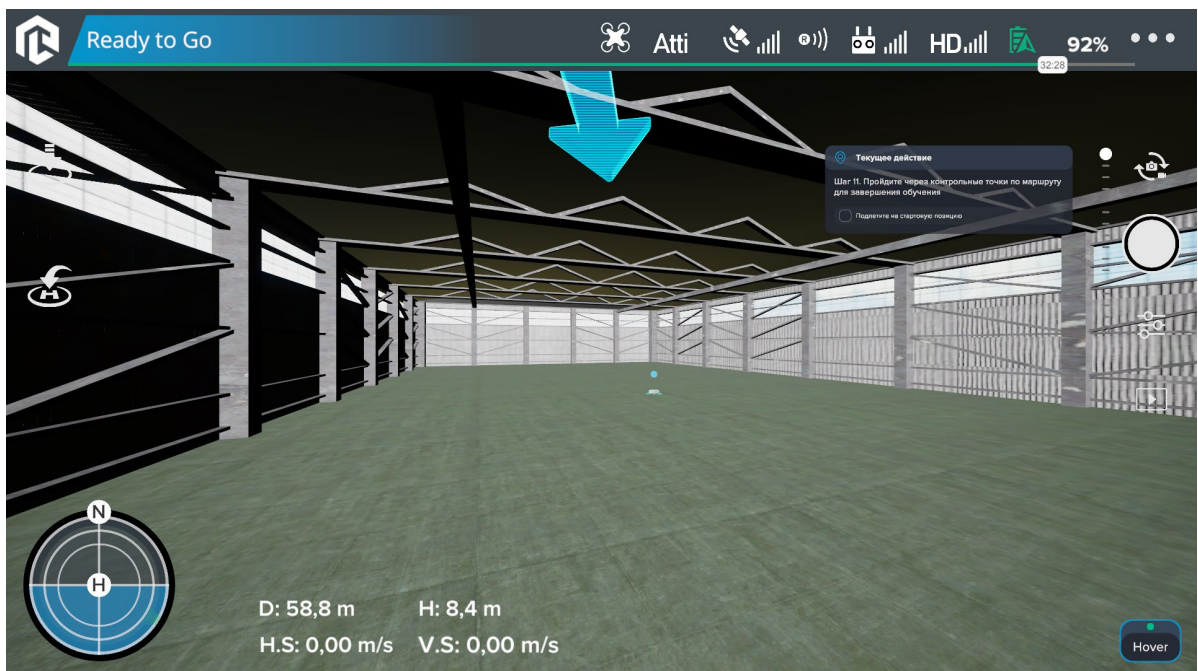 Ready to Go
Atti
HD
92%
32:28
Текущее действие
Шаг 11. Пройдите через контрольные точки по маршруту
для завершения обучения
Подлетите на стартовую позицию
N
H
D: 58,8 m
H: 8,4 m
H.S: 0,00 m/s
V.S: 0,00 m/s
Hover